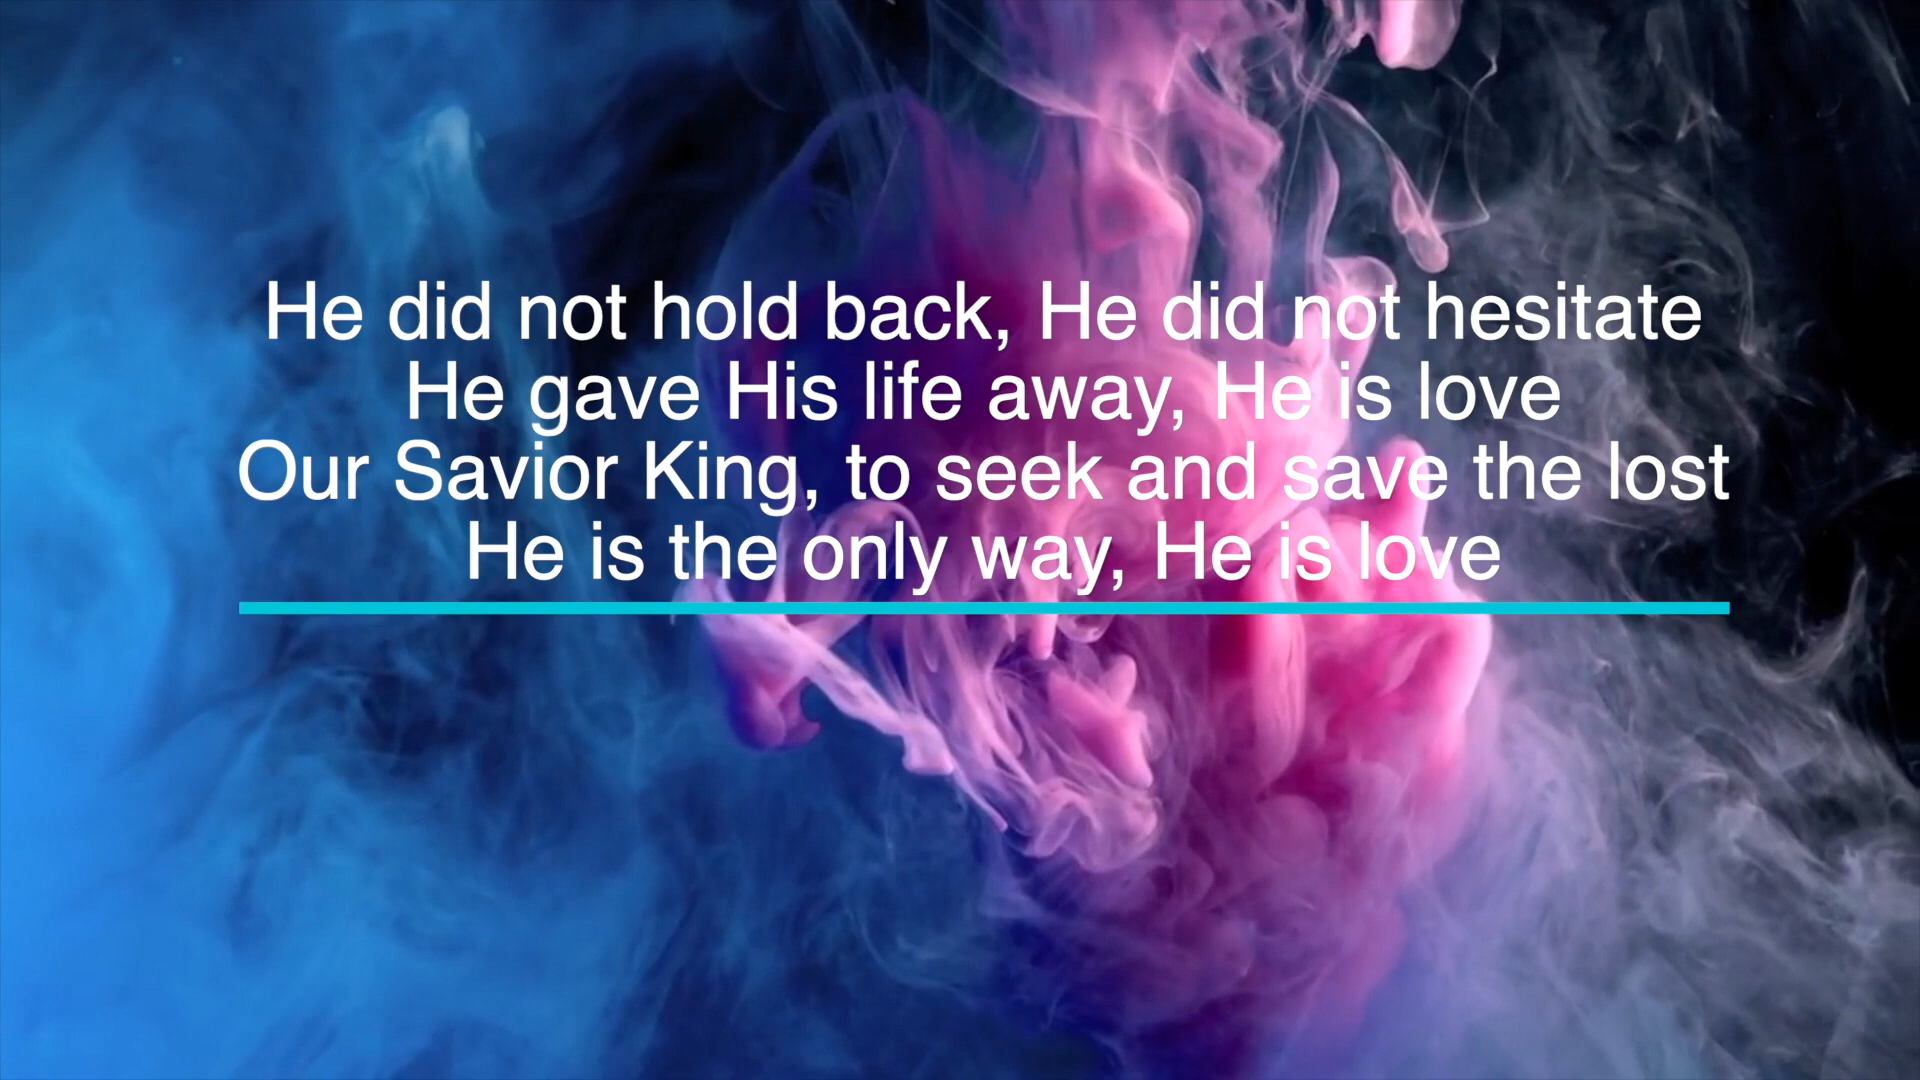 He did not hold back, He did not hesitate
He gave His life away, He is love
Our Savior King, to seek and save the lost
He is the only way, He is love